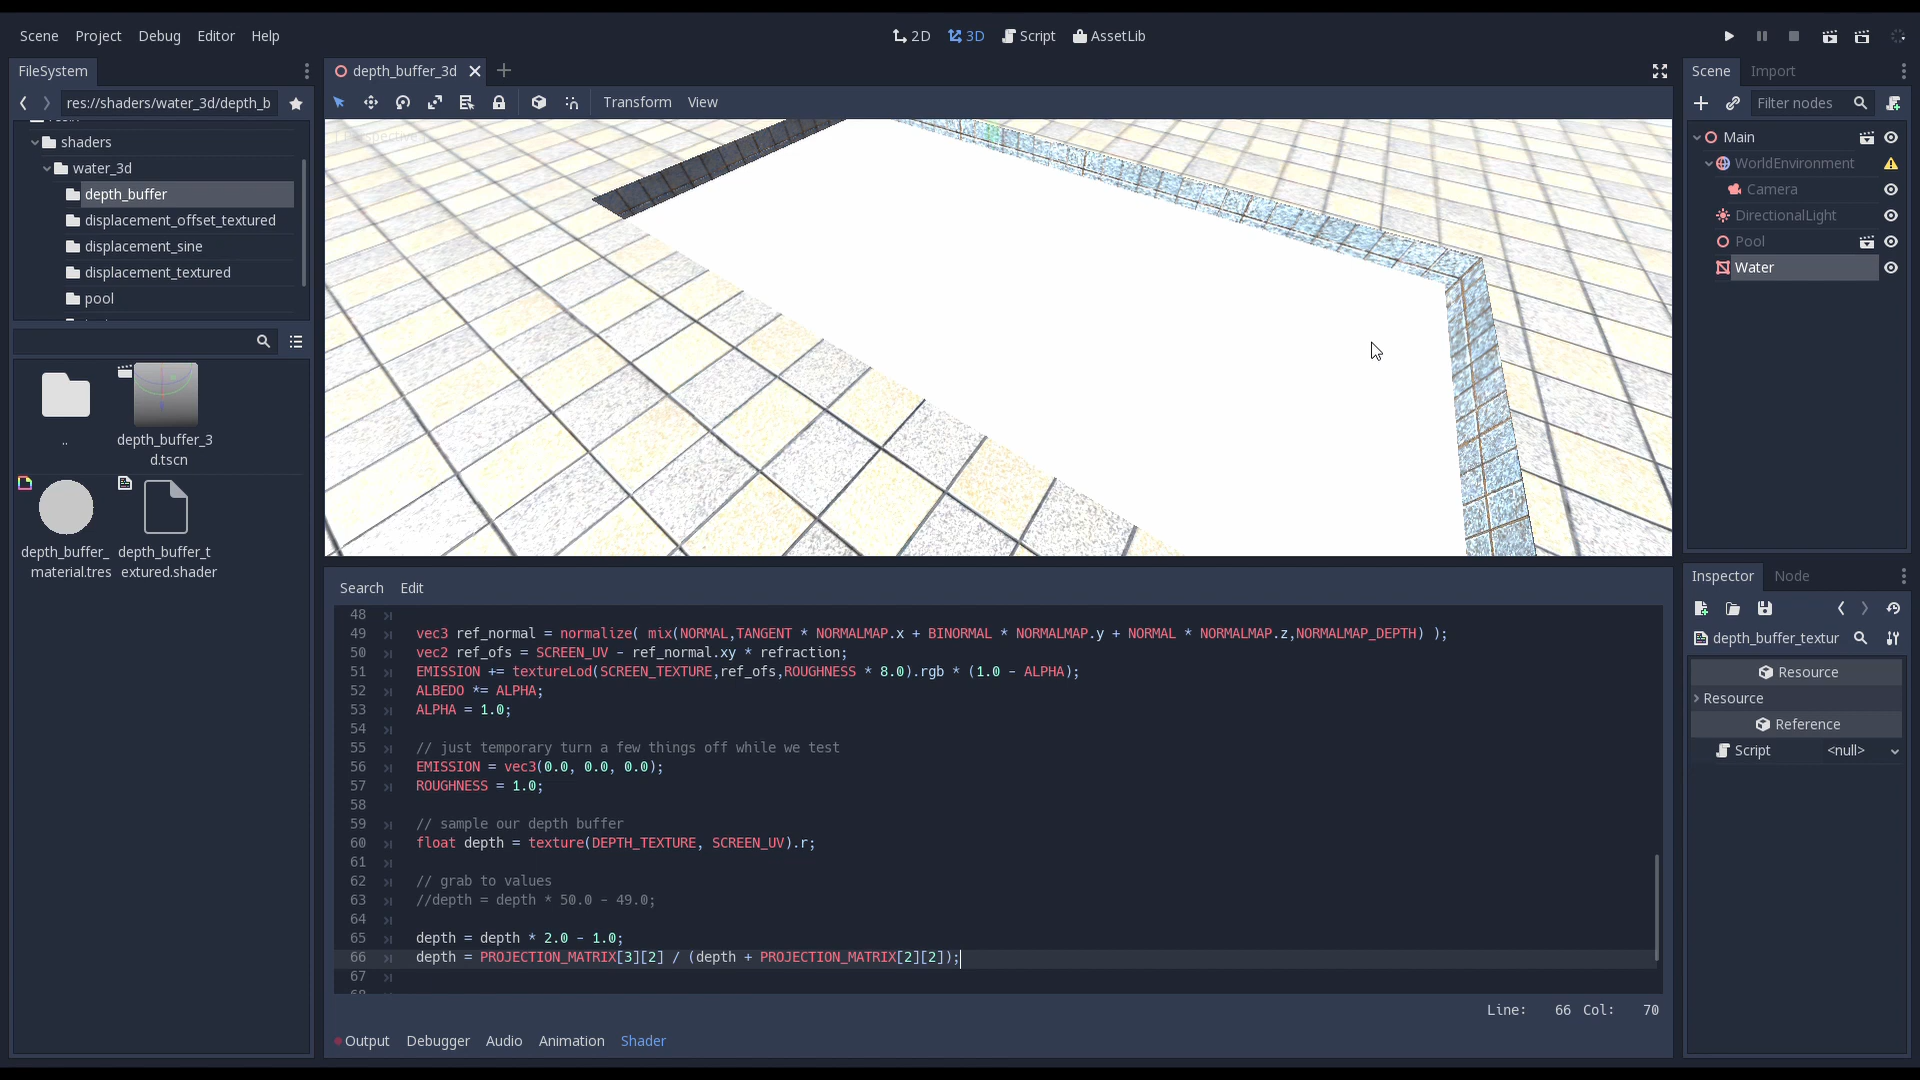 Scene Project Debug Editor Help
2D 3D Script AssetLib
FileSystem
res://shaders/water_3d/depth_b
shaders
water_3d
depth_buffer
displacement_offset_textured
displacement_sine
displacement_textured
pool
..
depth_buffer_3
d.tscn
depth_buffer_
material.tres
depth_buffer_t
extured.shader
depth_buffer_3d
Transform View
Search Edit
48
49 vec3 ref_normal = normalize( mix(NORMAL,TANGENT * NORMALMAP.x + BINORMAL * NORMALMAP.y + NORMAL * NORMALMAP.z,NORMALMAP_DEPTH) );
50 vec2 ref_ofs = SCREEN_UV - ref_normal.xy * refraction;
51 EMISSION += textureLod(SCREEN_TEXTURE,ref_ofs,ROUGHNESS * 8.0).rgb * (1.0 - ALPHA);
52 ALBEDO *= ALPHA;
53 ALPHA = 1.0;
54
55 // just temporary turn a few things off while we test
56 EMISSION = vec3(0.0, 0.0, 0.0);
57 ROUGHNESS = 1.0;
58
59 // sample our depth buffer
60 float depth = texture(DEPTH_TEXTURE, SCREEN_UV).r;
61
62 // grab to values
63 //depth = depth * 50.0 - 49.0;
64
65 depth = depth * 2.0 - 1.0;
66 depth = PROJECTION_MATRIX[3][2] / (depth + PROJECTION_MATRIX[2][2]);
67
Line: 66 Col: 70
Output Debugger Audio Animation Shader
Scene Import
Filter nodes
Main
WorldEnvironment
Camera
DirectionalLight
Pool
Water
Inspector Node
depth_buffer_textur
Resource
Resource
Reference
Script <null>